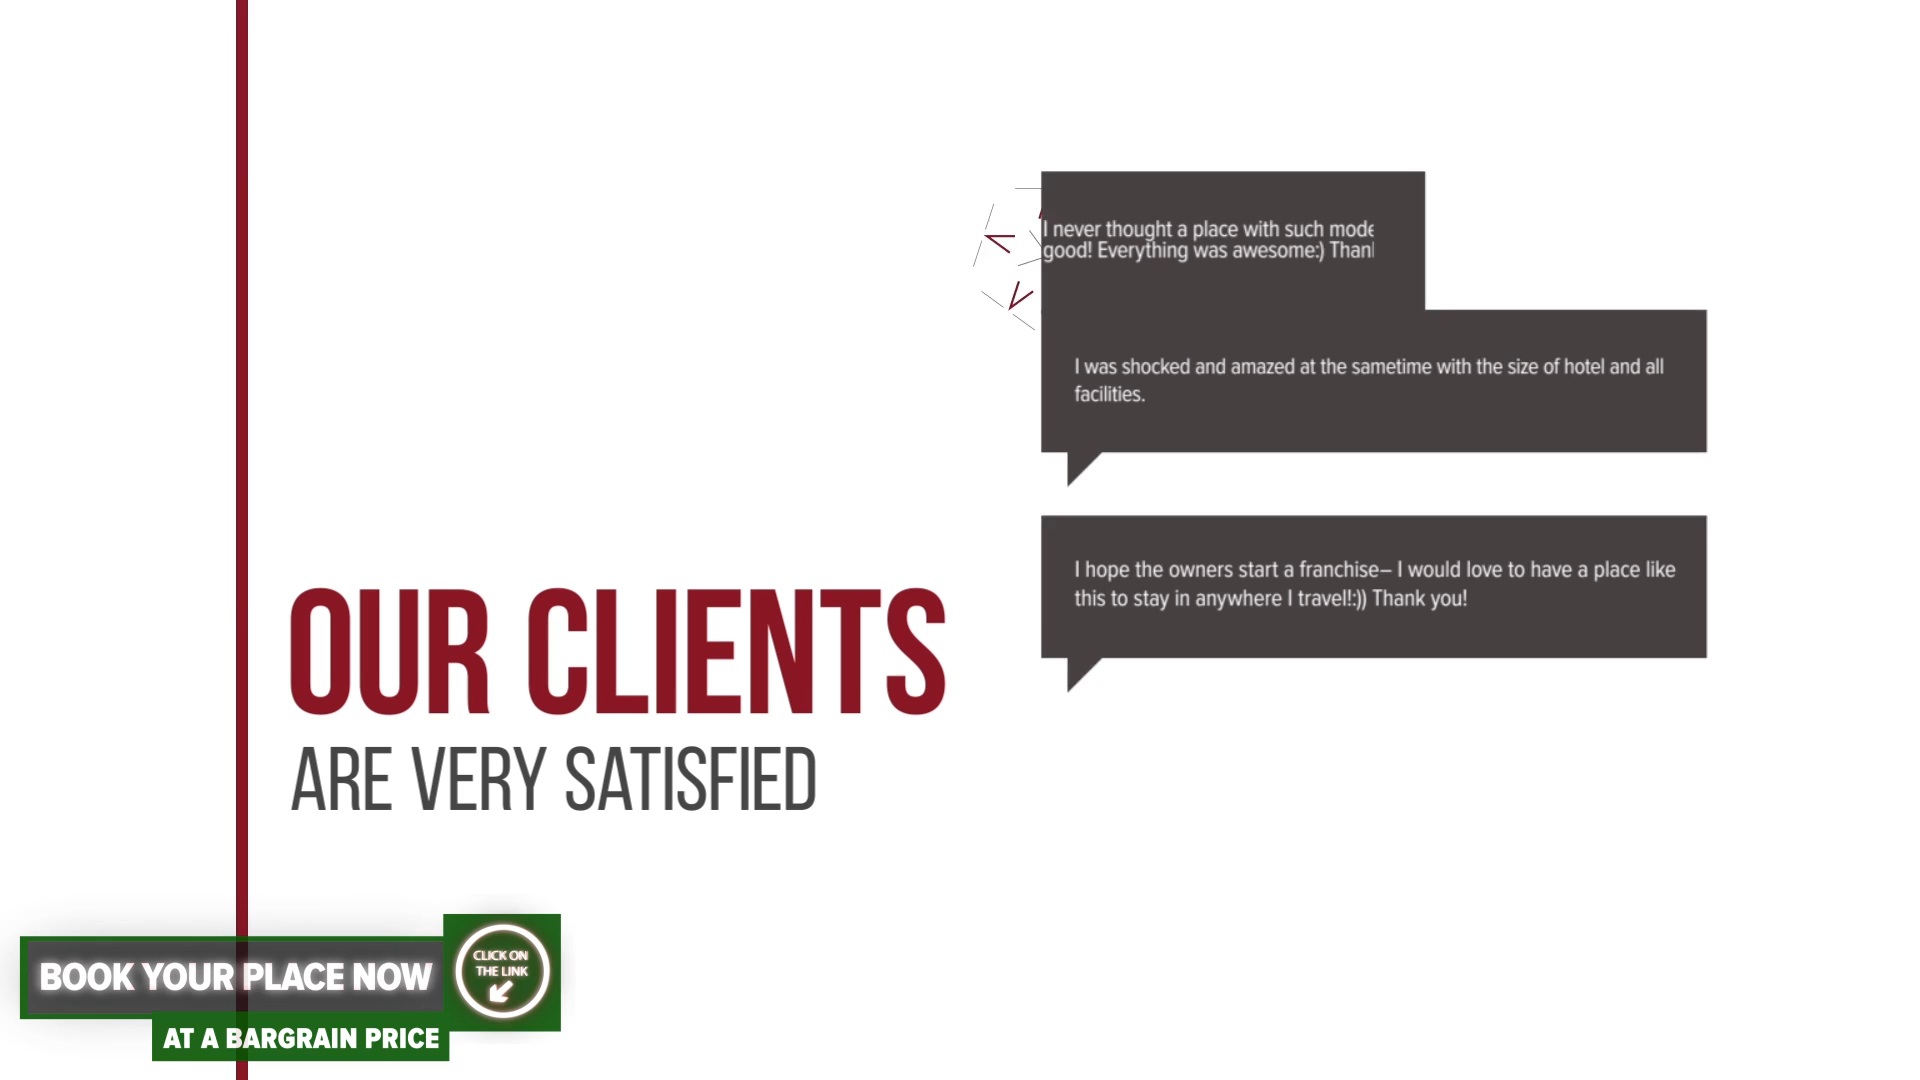 I never thought a place with such
good! Everything was awesome:)
I was shocked and amazed at the sametime with the size of hotel and all
facilities.
I hope the owners start a franchise– I would love to have a place like
this to stay in anywhere I travel!:)) Thank you!
OUR CLIENTS
ARE VERY SATISFIED
BOOK YOUR PLACE NOW
CLICK ON
THE LINK
AT A BARGRAIN PRICE